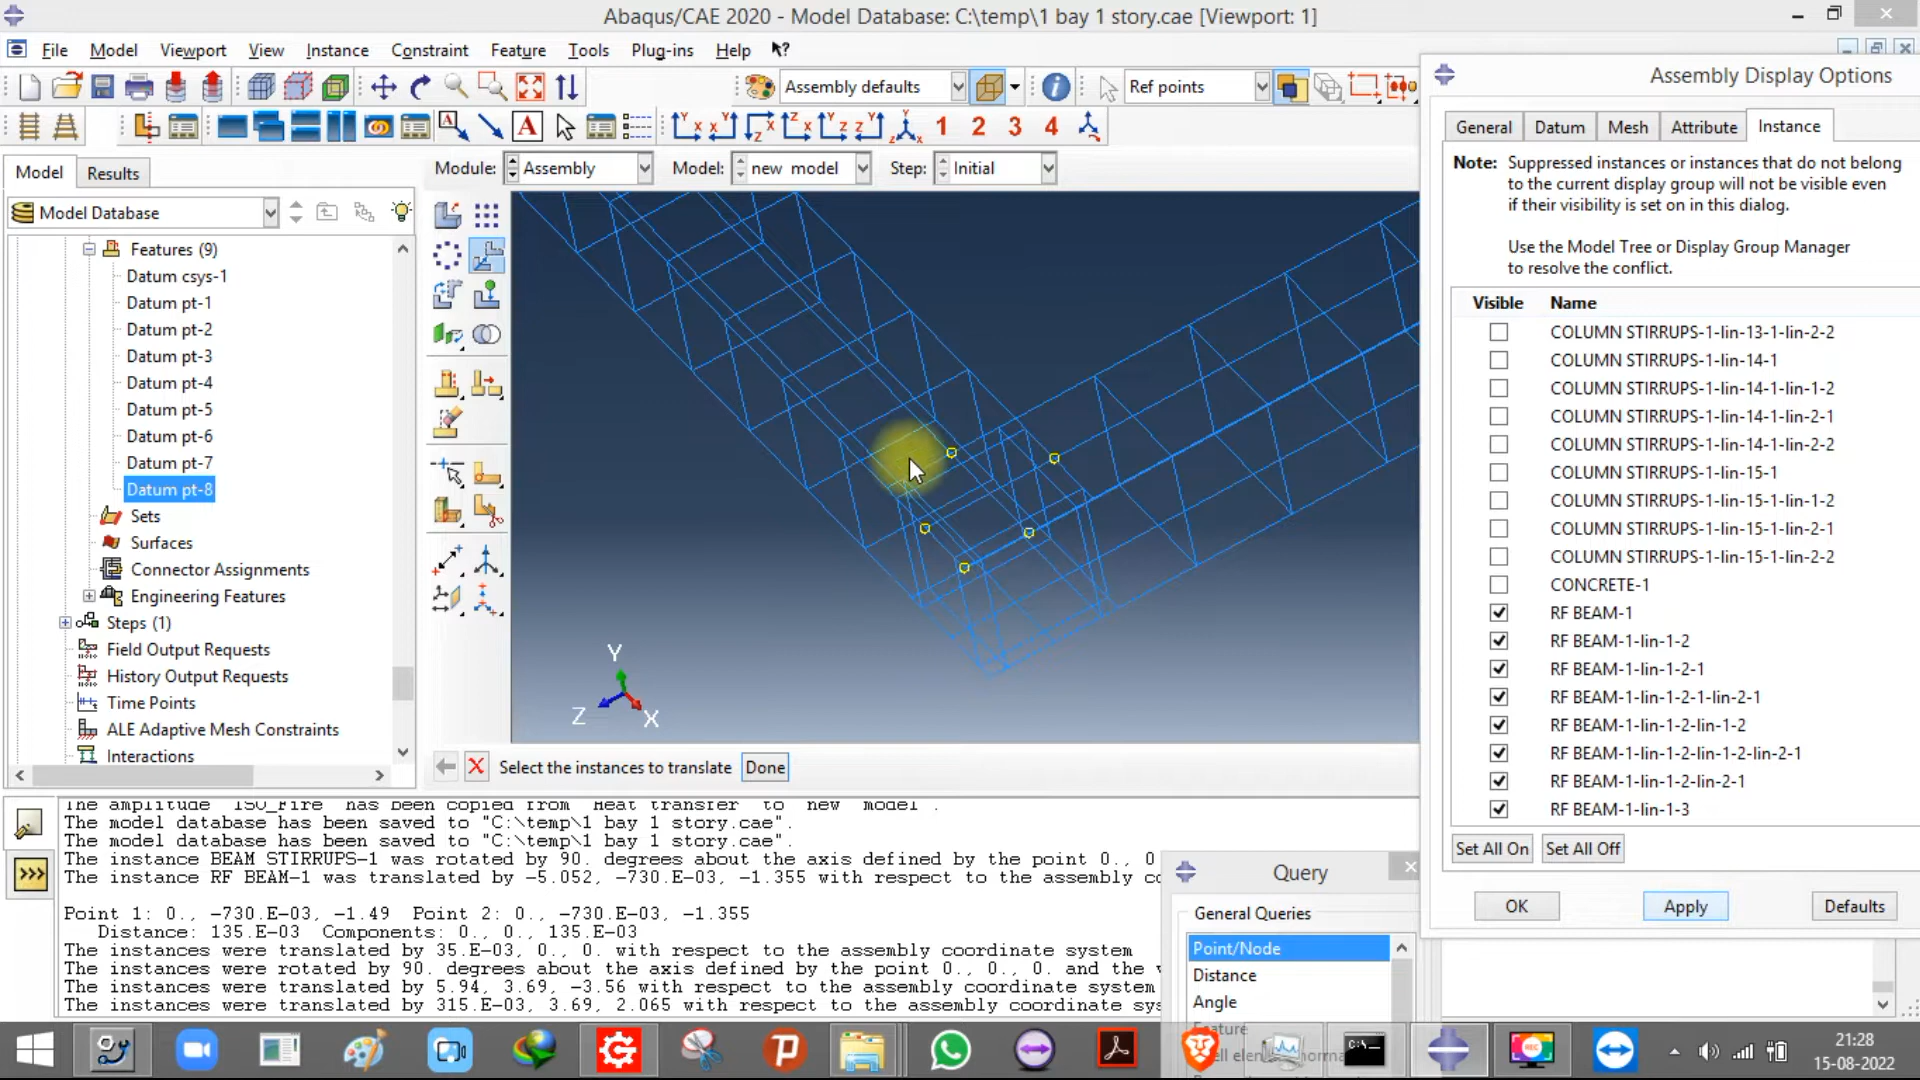 Abaqus/CAE 2020 - Model Database: C:\temp\1 bay 1 story.cae [Viewport: 1]
File Model Viewport View Instance Constraint Feature Tools Plug-ins Help
Assembly defaults
Ref points
A
1 2 3 4
Model Results
Module: Assembly Model: new model Step: Initial
Model Database
Features (9)
Datum csys-1
Datum pt-1
Datum pt-2
Datum pt-3
Datum pt-4
Datum pt-5
Datum pt-6
Datum pt-7
Datum pt-8
Sets
Surfaces
Connector Assignments
Engineering Features
Steps (1)
Field Output Requests
History Output Requests
Time Points
ALE Adaptive Mesh Constraints
Interactions
Y
Z
X
Select the instances to translate Done
Assembly Display Options
General Datum Mesh Attribute Instance
Note: Suppressed instances or instances that do not belong
to the current display group will not be visible even
if their visibility is set on in this dialog.
Use the Model Tree or Display Group Manager
to resolve the conflict.
Visible Name
COLUMN STIRRUPS-1-lin-13-1-lin-2-2
COLUMN STIRRUPS-1-lin-14-1
COLUMN STIRRUPS-1-lin-14-1-lin-1-2
COLUMN STIRRUPS-1-lin-14-1-lin-2-1
COLUMN STIRRUPS-1-lin-14-1-lin-2-2
COLUMN STIRRUPS-1-lin-15-1
COLUMN STIRRUPS-1-lin-15-1-lin-1-2
COLUMN STIRRUPS-1-lin-15-1-lin-2-1
COLUMN STIRRUPS-1-lin-15-1-lin-2-2
CONCRETE-1
RF BEAM-1
RF BEAM-1-lin-1-2
RF BEAM-1-lin-1-2-1
RF BEAM-1-lin-1-2-1-lin-2-1
RF BEAM-1-lin-1-2-lin-1-2
RF BEAM-1-lin-1-2-lin-1-2-lin-2-1
RF BEAM-1-lin-1-2-lin-2-1
RF BEAM-1-lin-1-3
Set All On Set All Off
OK Apply Defaults
The amplitude "ISO_Fire" has been copied from "Heat transfer" to "new model".
The model database has been saved to "C:\temp\1 bay 1 story.cae".
The model database has been saved to "C:\temp\1 bay 1 story.cae".
The instance BEAM STIRRUPS-1 was rotated by 90. degrees about the axis defined by the point 0., 0
The instance RF BEAM-1 was translated by -5.052, -730.E-03, -1.355 with respect to the assembly co
Point 1: 0., -730.E-03, -1.49 Point 2: 0., -730.E-03, -1.355
Distance: 135.E-03 Components: 0., 0., 135.E-03
The instances were translated by 35.E-03, 0., 0. with respect to the assembly coordinate system
The instances were rotated by 90. degrees about the axis defined by the point 0., 0., 0. and the v
The instances were translated by 5.94, 3.69, -3.56 with respect to the assembly coordinate system
The instances were translated by 315.E-03, 3.69, 2.065 with respect to the assembly coordinate sys
Query
General Queries
Point/Node
Distance
Angle
Feature
21:28
15-08-2022